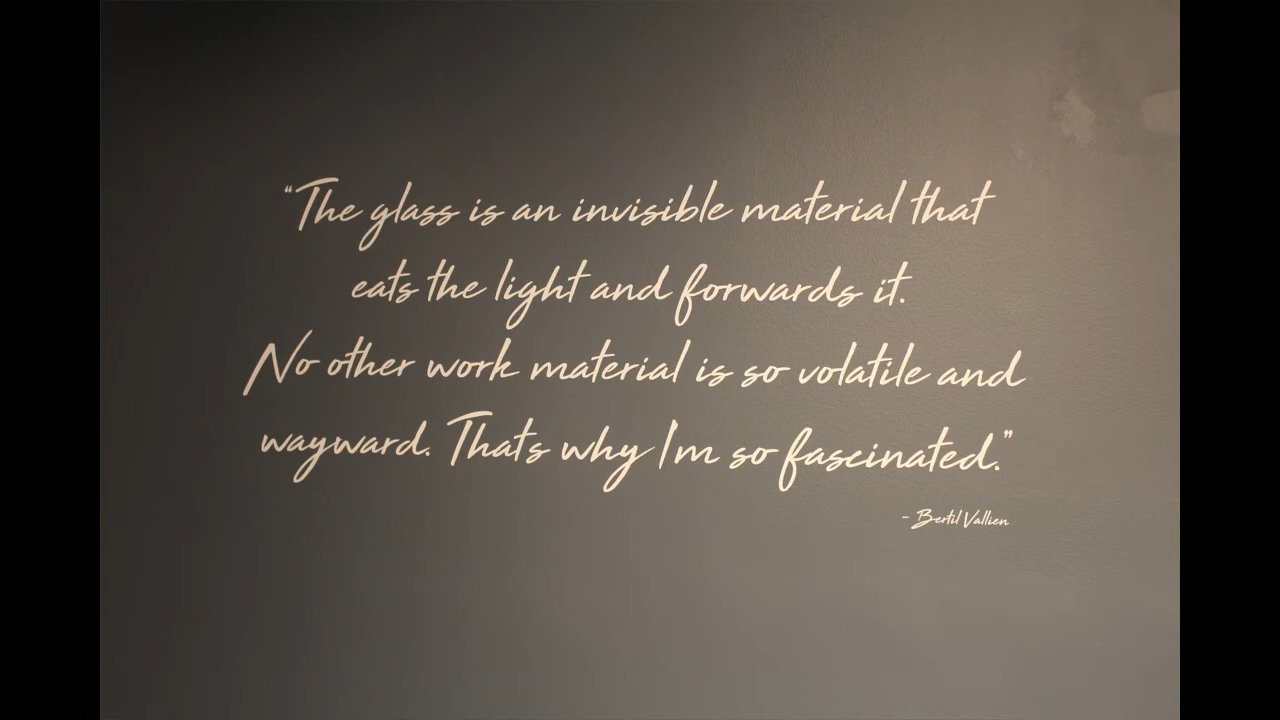 “The glass is an invisible material that
eats the light and forwards it.
No other work material is so volatile and
wayward. Thats why I'm so fascinated.”
- Bertil Vallien